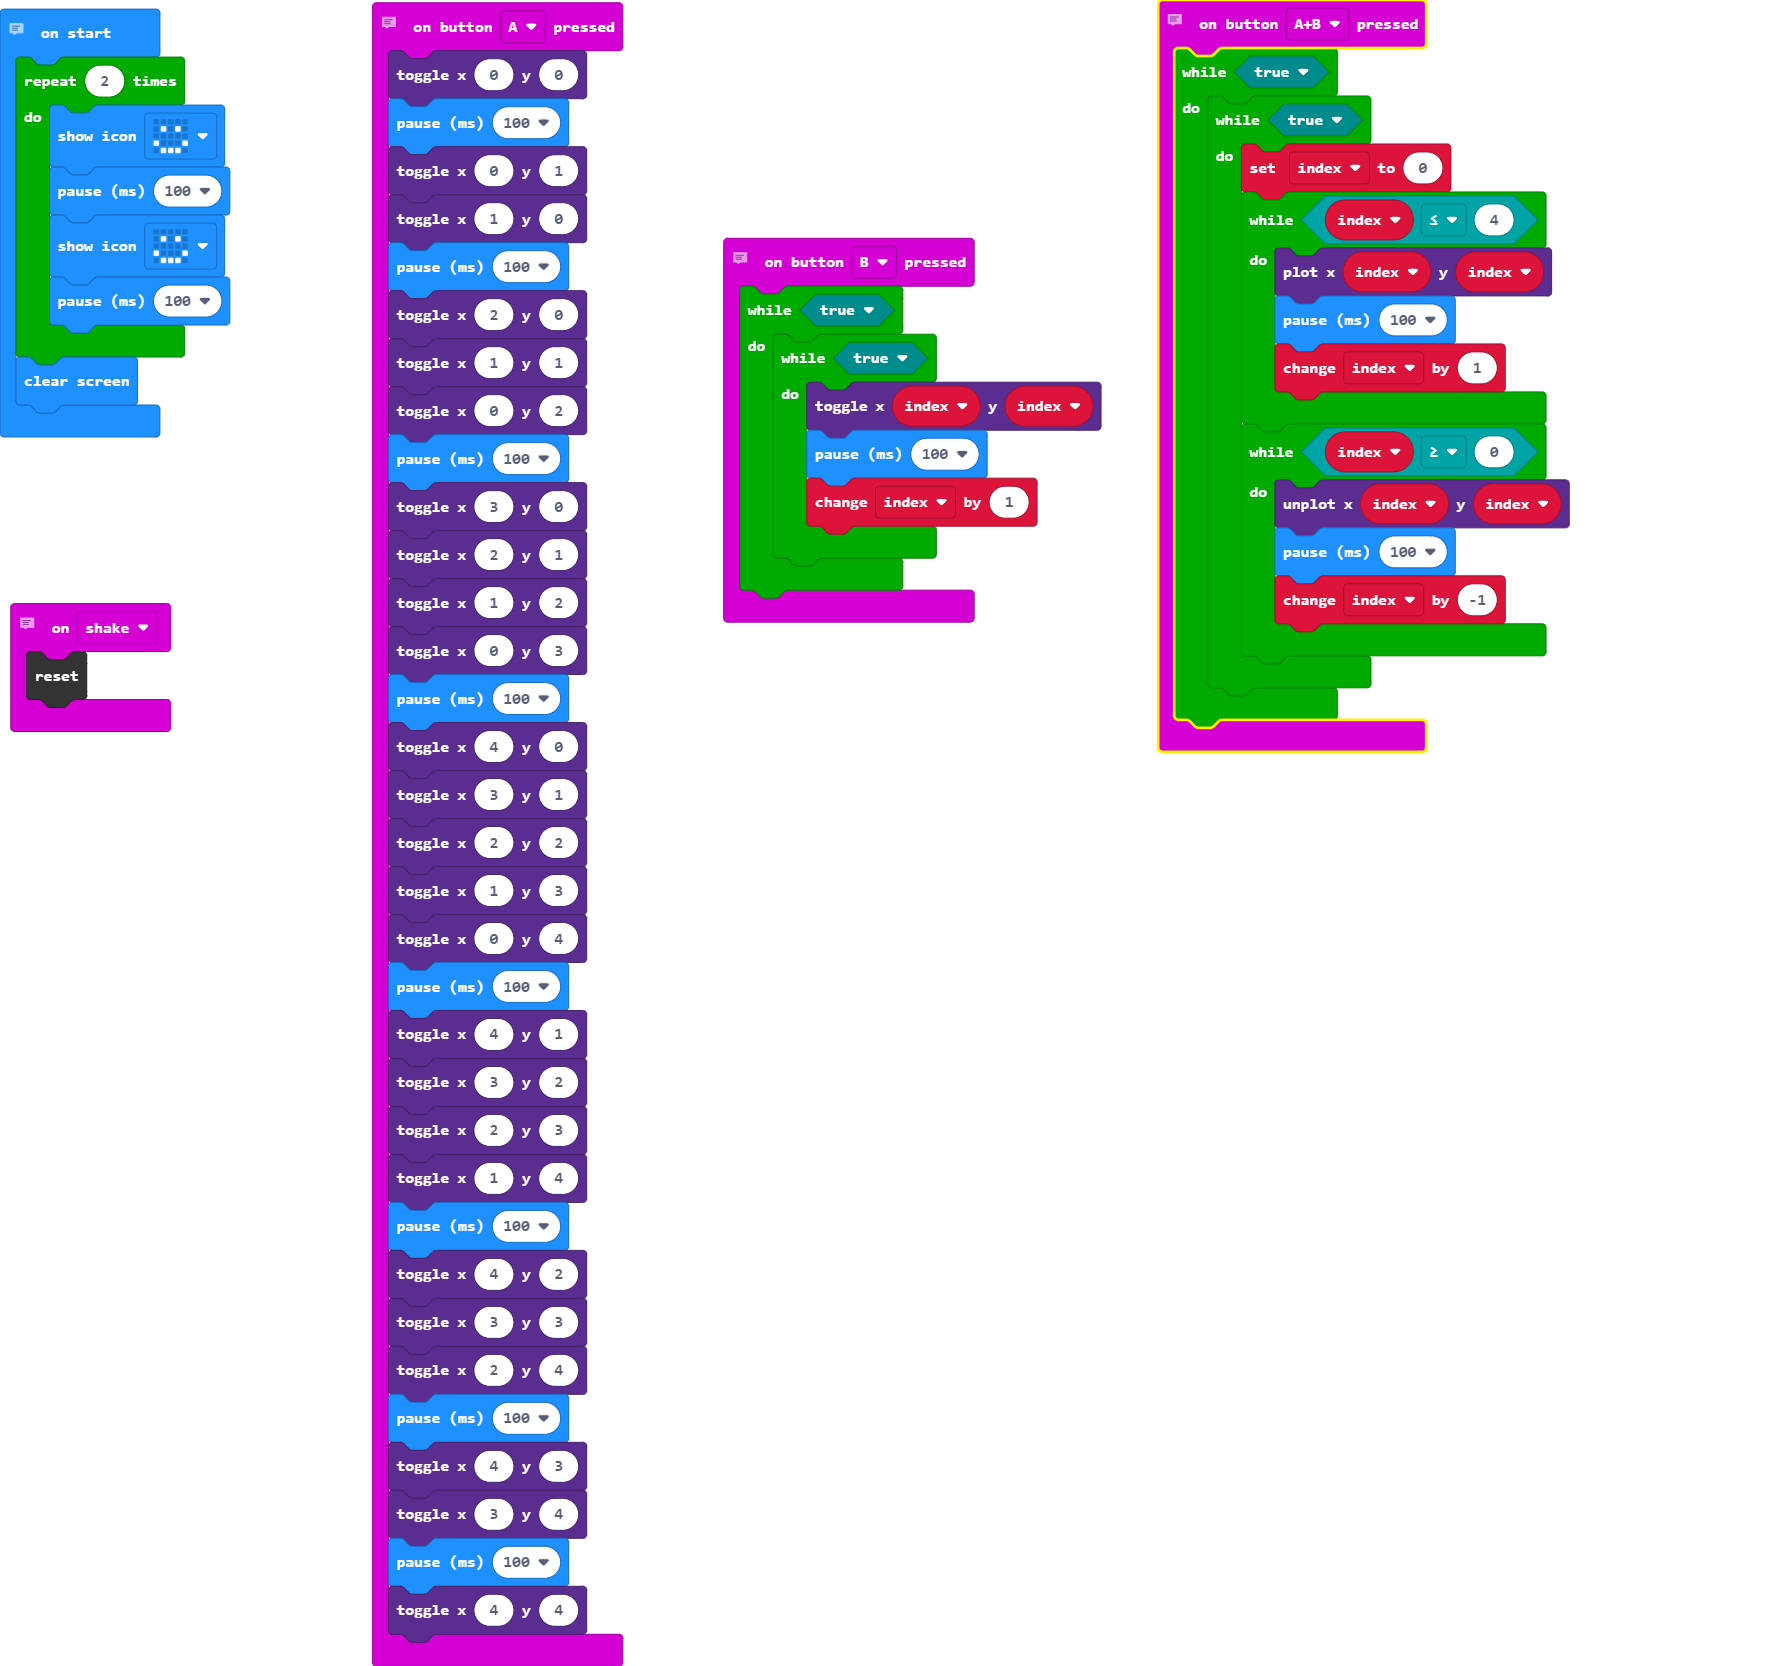 on start
repeat 2 times
do
show icon
pause (ms) 100
show icon
pause (ms) 100
clear screen
on shake
reset
on button A pressed
toggle x 0 y 0
pause (ms) 100
toggle x 0 y 1
toggle x 1 y 0
pause (ms) 100
toggle x 2 y 0
toggle x 1 y 1
toggle x 0 y 2
pause (ms) 100
toggle x 3 y 0
toggle x 2 y 1
toggle x 1 y 2
toggle x 0 y 3
pause (ms) 100
toggle x 4 y 0
toggle x 3 y 1
toggle x 2 y 2
toggle x 1 y 3
toggle x 0 y 4
pause (ms) 100
toggle x 4 y 1
toggle x 3 y 2
toggle x 2 y 3
toggle x 1 y 4
pause (ms) 100
toggle x 4 y 2
toggle x 3 y 3
toggle x 2 y 4
pause (ms) 100
toggle x 4 y 3
toggle x 3 y 4
pause (ms) 100
toggle x 4 y 4
on button B pressed
while true
do
while true
do
toggle x index y index
pause (ms) 100
change index by 1
on button A+B pressed
while true
do
while true
do
set index to 0
while index ≤ 4
do
plot x index y index
pause (ms) 100
change index by 1
while index ≥ 0
do
unplot x index y index
pause (ms) 100
change index by -1